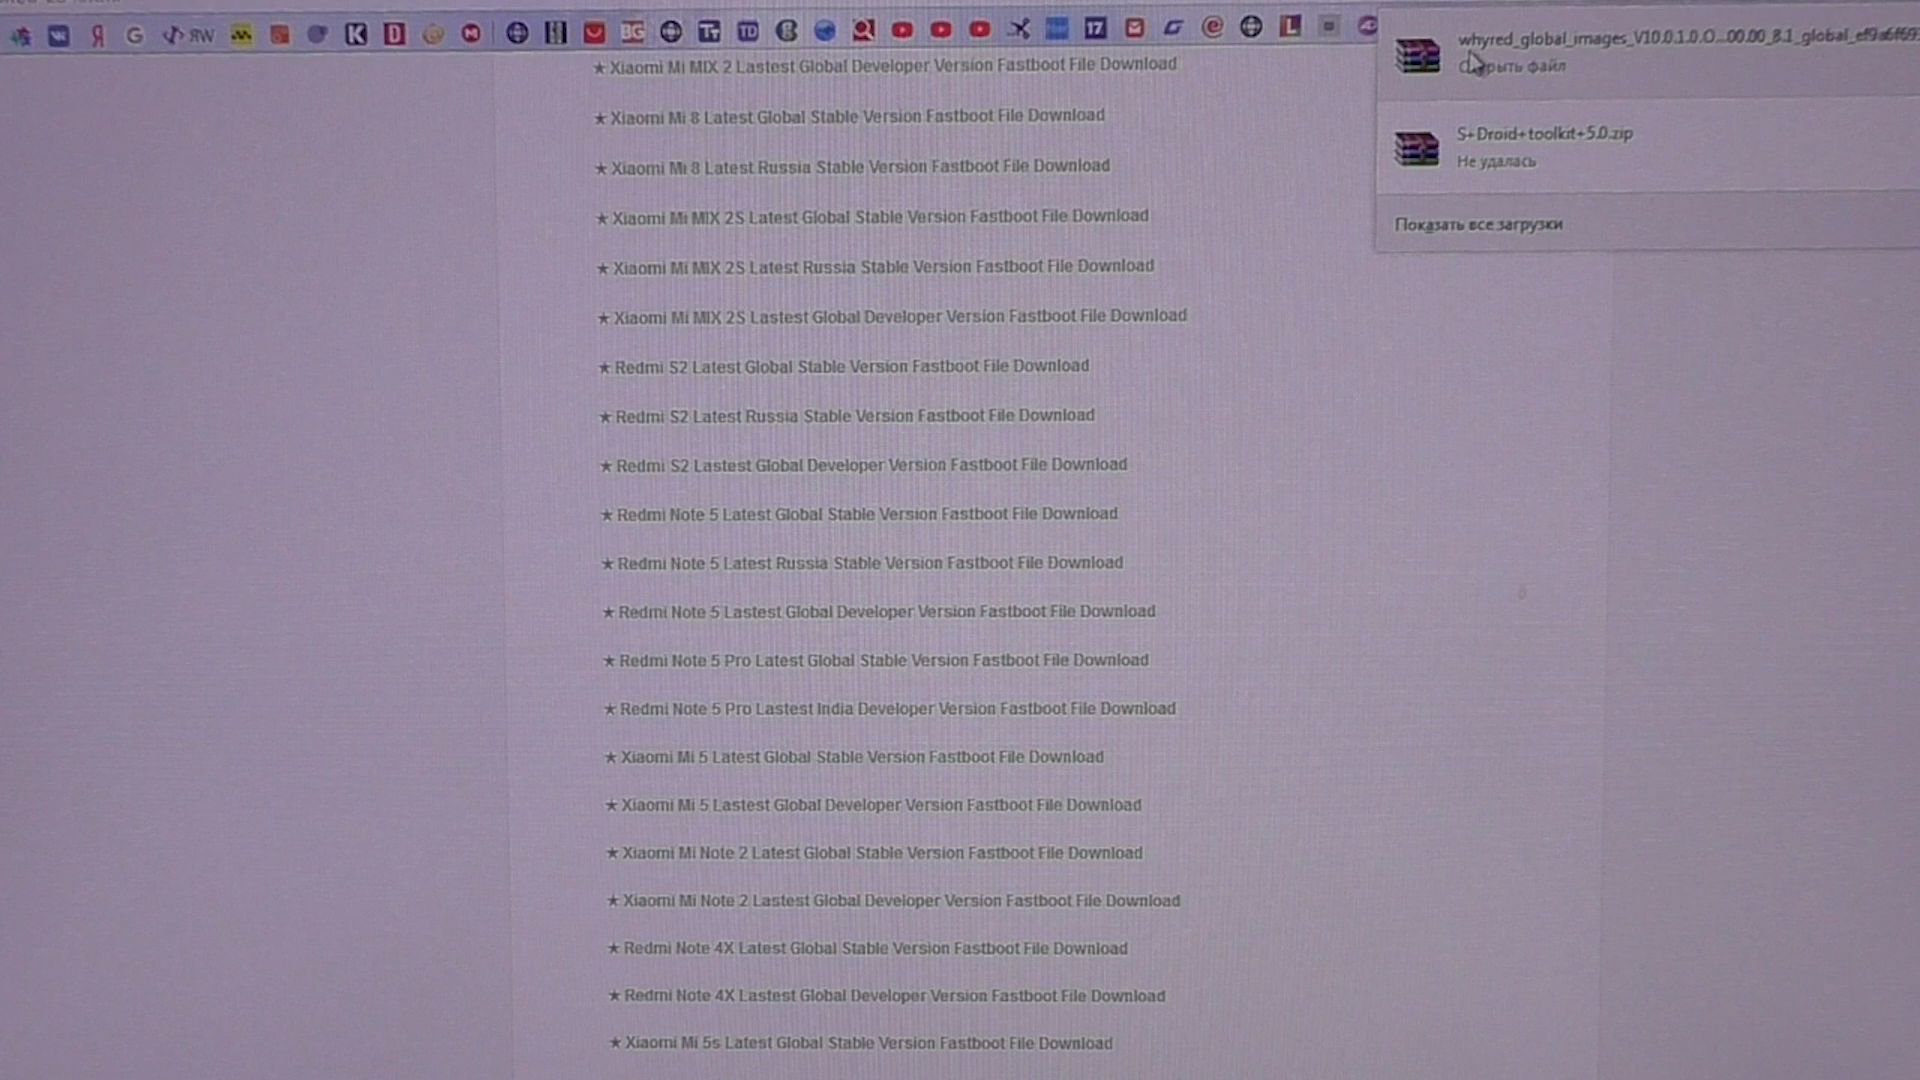 ★ Xiaomi Mi MIX 2 Lastest Global Developer Version Fastboot File Download
★ Xiaomi Mi 8 Latest Global Stable Version Fastboot File Download
★ Xiaomi Mi 8 Latest Russia Stable Version Fastboot File Download
★ Xiaomi Mi MIX 2S Latest Global Stable Version Fastboot File Download
★ Xiaomi Mi MIX 2S Latest Russia Stable Version Fastboot File Download
★ Xiaomi Mi MIX 2S Lastest Global Developer Version Fastboot File Download
★ Redmi S2 Latest Global Stable Version Fastboot File Download
★ Redmi S2 Latest Russia Stable Version Fastboot File Download
★ Redmi S2 Lastest Global Developer Version Fastboot File Download
★ Redmi Note 5 Latest Global Stable Version Fastboot File Download
★ Redmi Note 5 Latest Russia Stable Version Fastboot File Download
★ Redmi Note 5 Lastest Global Developer Version Fastboot File Download
★ Redmi Note 5 Pro Latest Global Stable Version Fastboot File Download
★ Redmi Note 5 Pro Lastest India Developer Version Fastboot File Download
★ Xiaomi Mi 5 Latest Global Stable Version Fastboot File Download
★ Xiaomi Mi 5 Lastest Global Developer Version Fastboot File Download
★ Xiaomi Mi Note 2 Latest Global Stable Version Fastboot File Download
★ Xiaomi Mi Note 2 Lastest Global Developer Version Fastboot File Download
★ Redmi Note 4X Latest Global Stable Version Fastboot File Download
★ Redmi Note 4X Lastest Global Developer Version Fastboot File Download
★ Xiaomi Mi 5s Latest Global Stable Version Fastboot File Download
whyred_global_images_V10.0.1.0.O...00.00_8.1_global_ef9a6f69
Открыть файл
S+Droid+toolkit+5.0.zip
Не удалась
Показать все загрузки